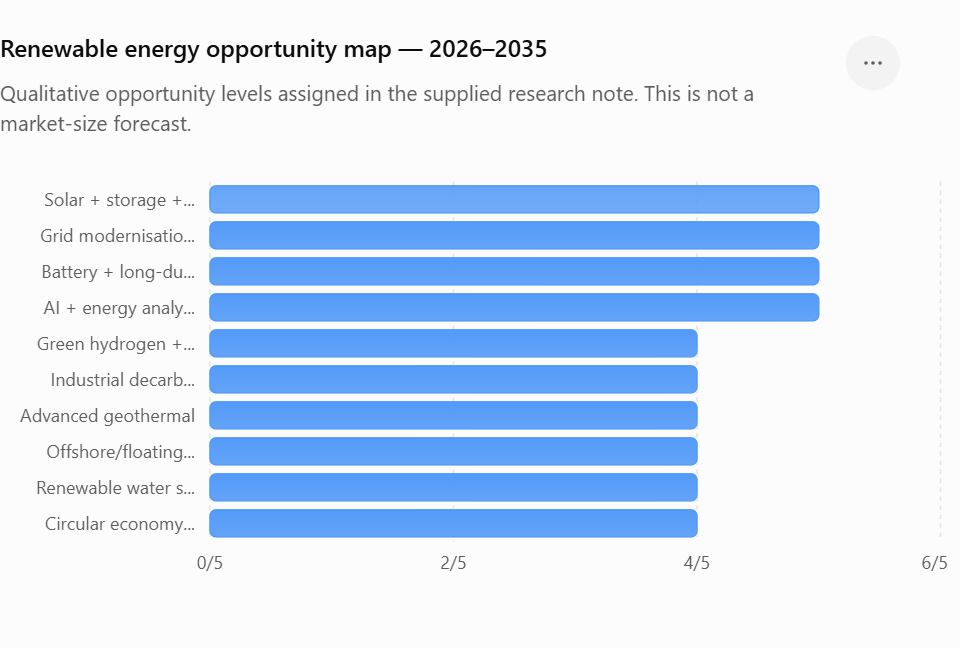 Renewable energy opportunity map — 2026–2035
Qualitative opportunity levels assigned in the supplied research note. This is not a
market-size forecast.
Solar + storage +...
Grid modernisatio...
Battery + long-du...
AI + energy analy...
Green hydrogen +...
Industrial decarb...
Advanced geothermal
Offshore/floating...
Renewable water s...
Circular economy...
0/5 2/5 4/5 6/5